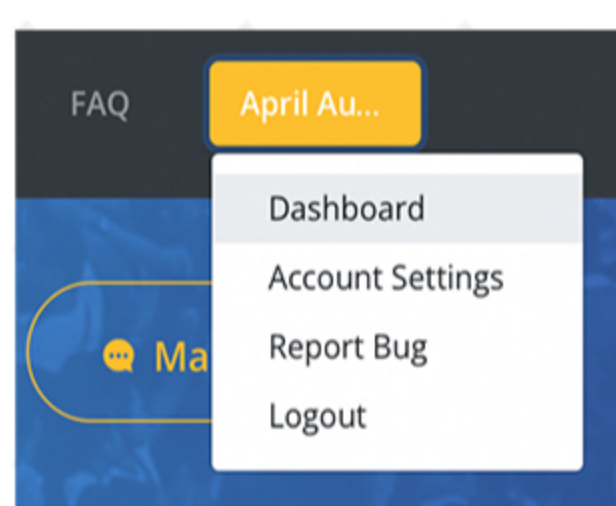 FAQ
April Au...
Dashboard
Account Settings
Report Bug
Ma
Logout